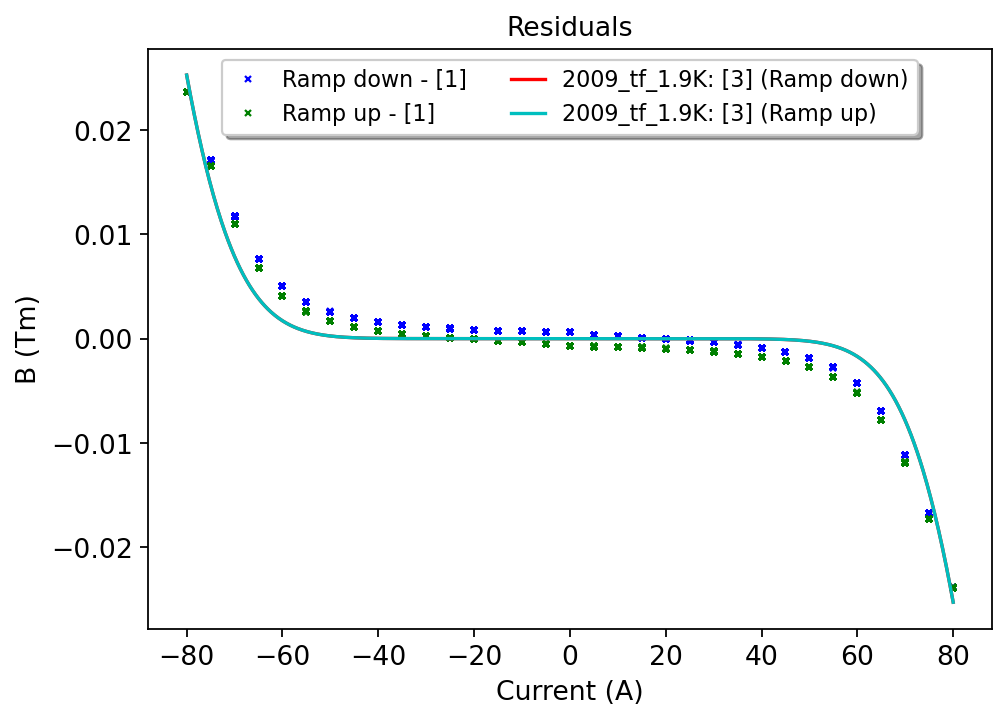 Residuals
Ramp down - [1]
Ramp up - [1]
2009_tf_1.9K: [3] (Ramp down)
2009_tf_1.9K: [3] (Ramp up)
B (Tm)
0.02
0.01
0.00
−0.01
−0.02
−80 −60 −40 −20 0 20 40 60 80
Current (A)